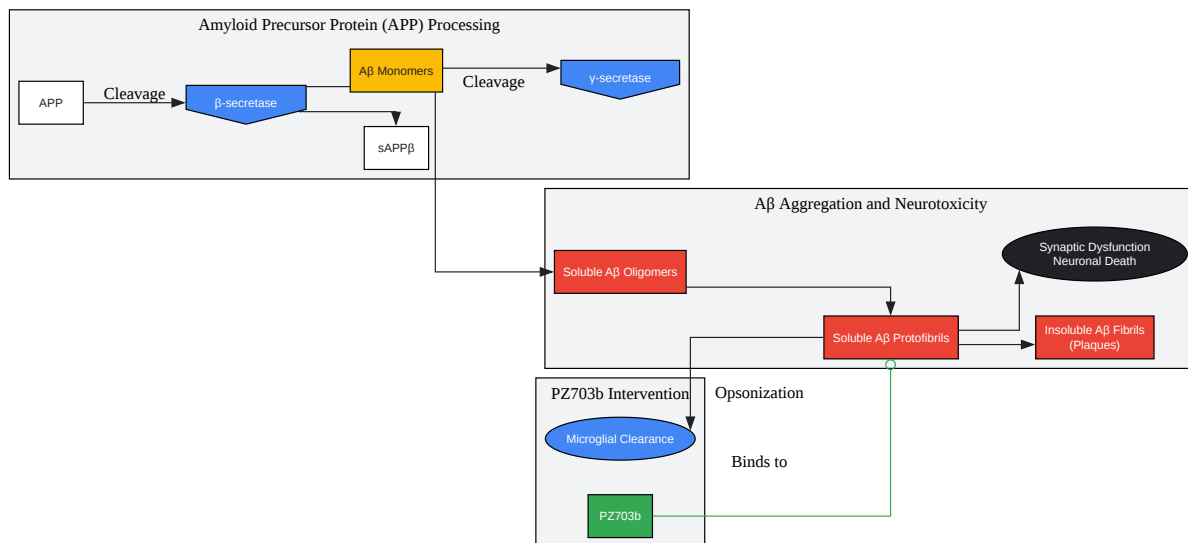 Amyloid Precursor Protein (APP) Processing
APP
Cleavage
β-secretase
Aβ Monomers
Cleavage
γ-secretase
sAPPβ
Aβ Aggregation and Neurotoxicity
Soluble Aβ Oligomers
Synaptic Dysfunction
Neuronal Death
Soluble Aβ Protofibrils
Insoluble Aβ Fibrils
(Plaques)
PZ703b Intervention
Opsonization
Microglial Clearance
Binds to
PZ703b